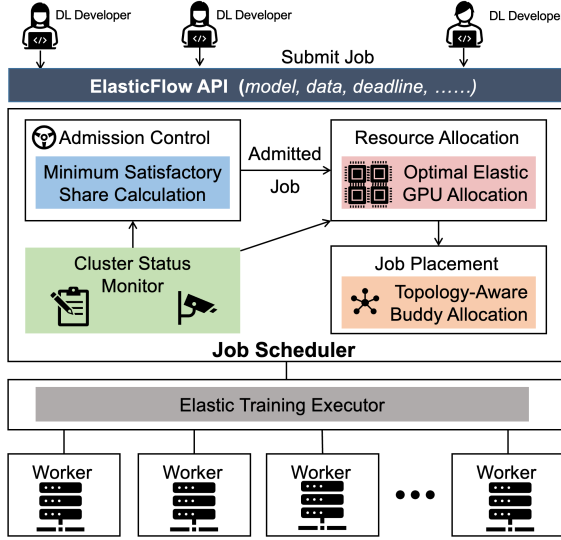 DL Developer
DL Developer
DL Developer
Submit Job
ElasticFlow API (model, data, deadline, ......)
Admission Control
Minimum Satisfactory
Share Calculation
Admitted
Job
Resource Allocation
Optimal Elastic
GPU Allocation
Cluster Status
Monitor
Job Placement
Topology-Aware
Buddy Allocation
Job Scheduler
Elastic Training Executor
Worker
Worker
Worker
Worker